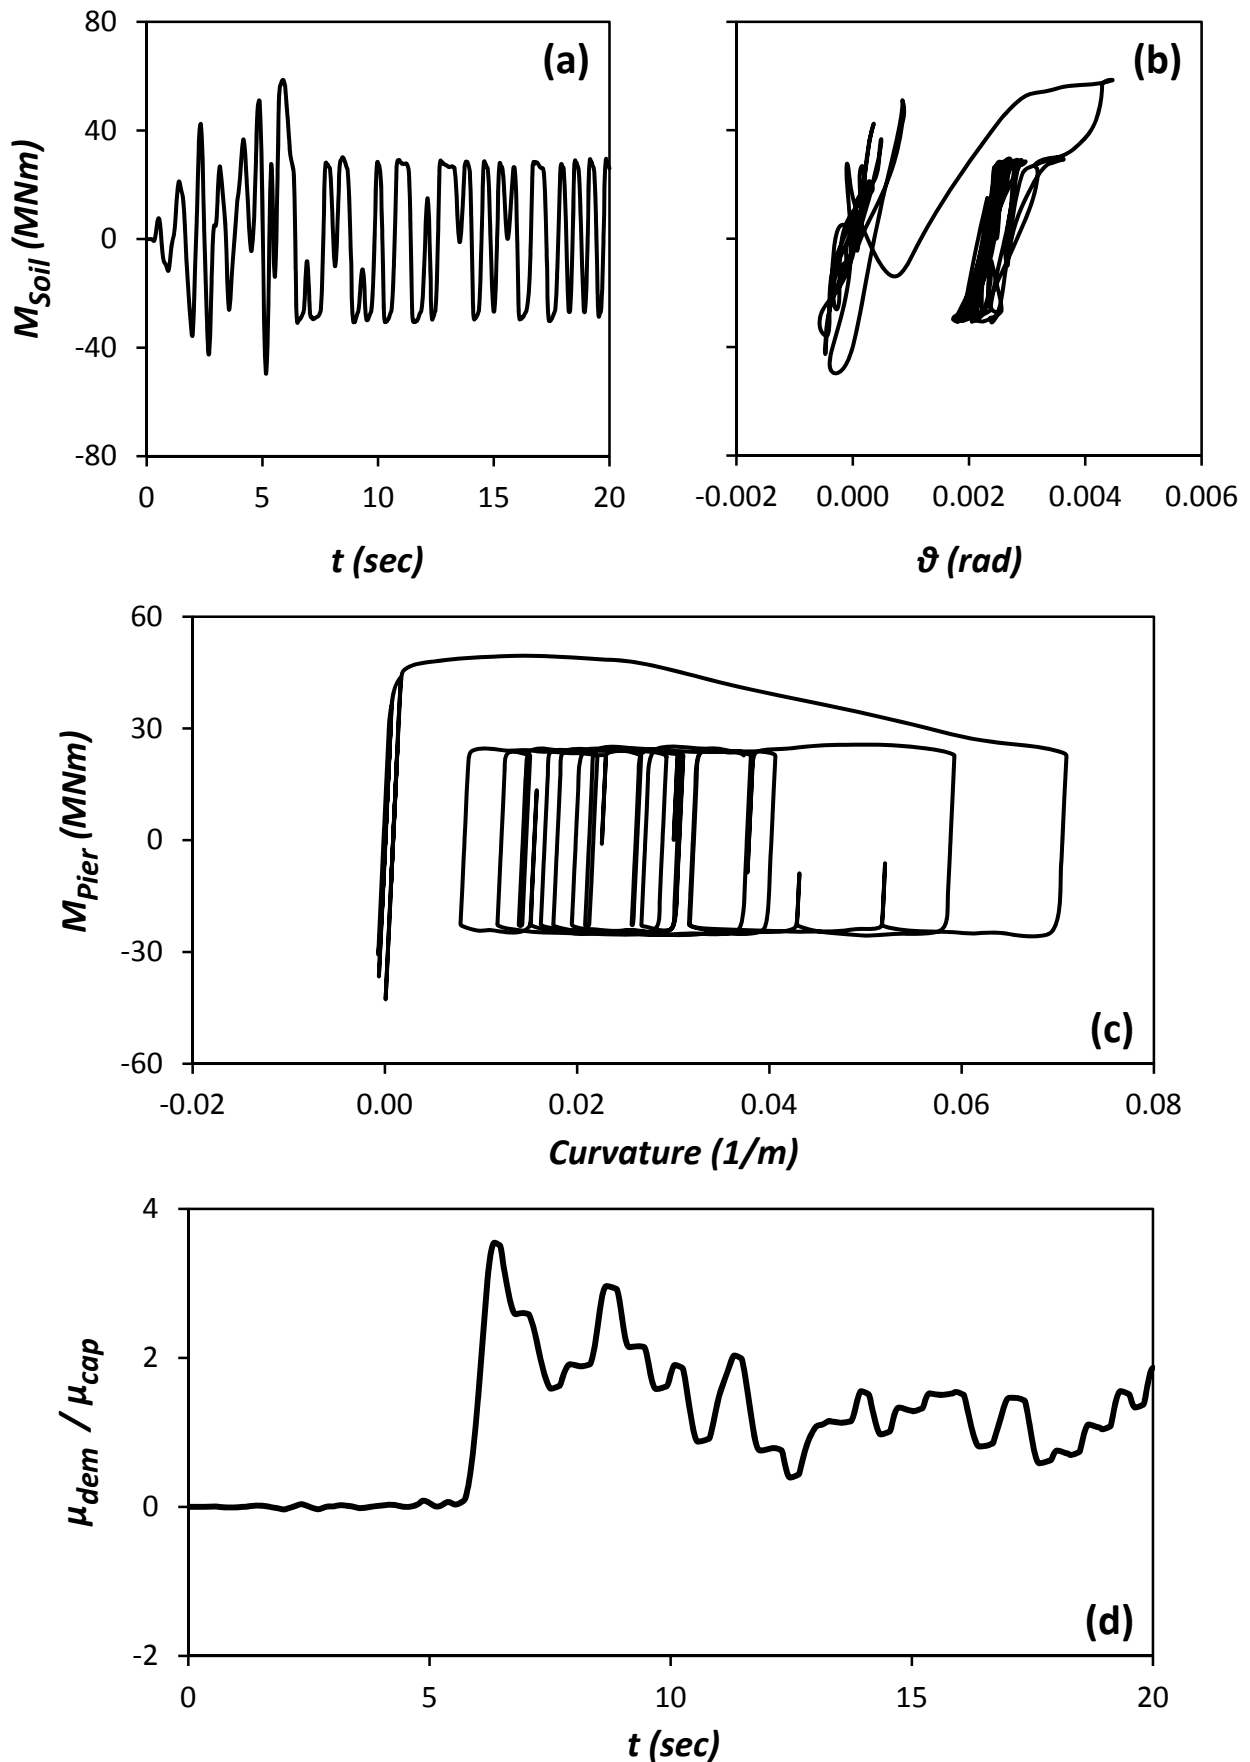 80
40
0
-40
-80
M_Soil (MNm)
(a)
0 5 10 15 20
t (sec)
(b)
-0.002 0.000 0.002 0.004 0.006
ϑ (rad)
60
30
0
-30
-60
M_Pier (MNm)
(c)
-0.02 0.00 0.02 0.04 0.06 0.08
Curvature (1/m)
4
2
0
-2
μ_dem / μ_cap
(d)
0 5 10 15 20
t (sec)